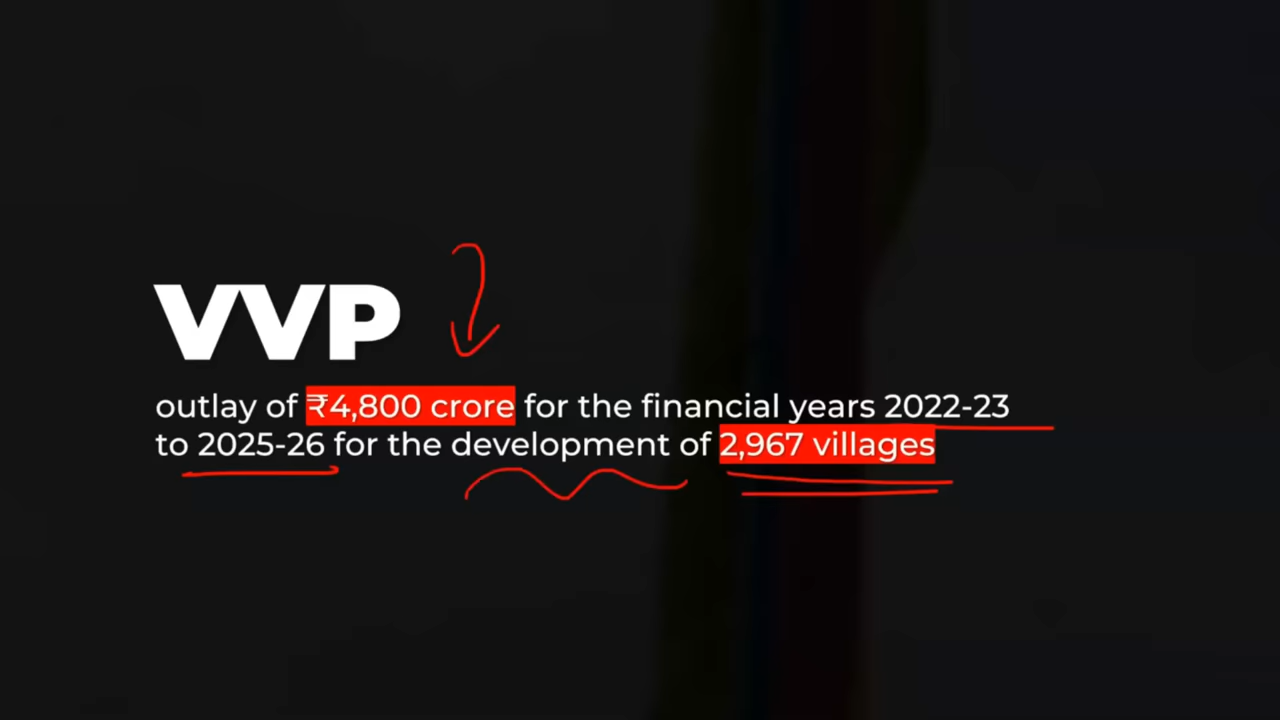 VVP
outlay of ₹4,800 crore for the financial years 2022-23
to 2025-26 for the development of 2,967 villages